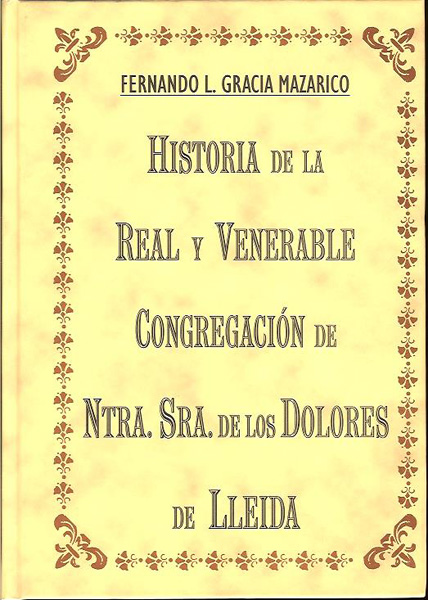 FERNANDO L. GRACIA MAZARICO
HISTORIA DE LA
REAL Y VENERABLE
CONGREGACIÓN DE
NTRA. SRA. DE LOS DOLORES
DE LLEIDA